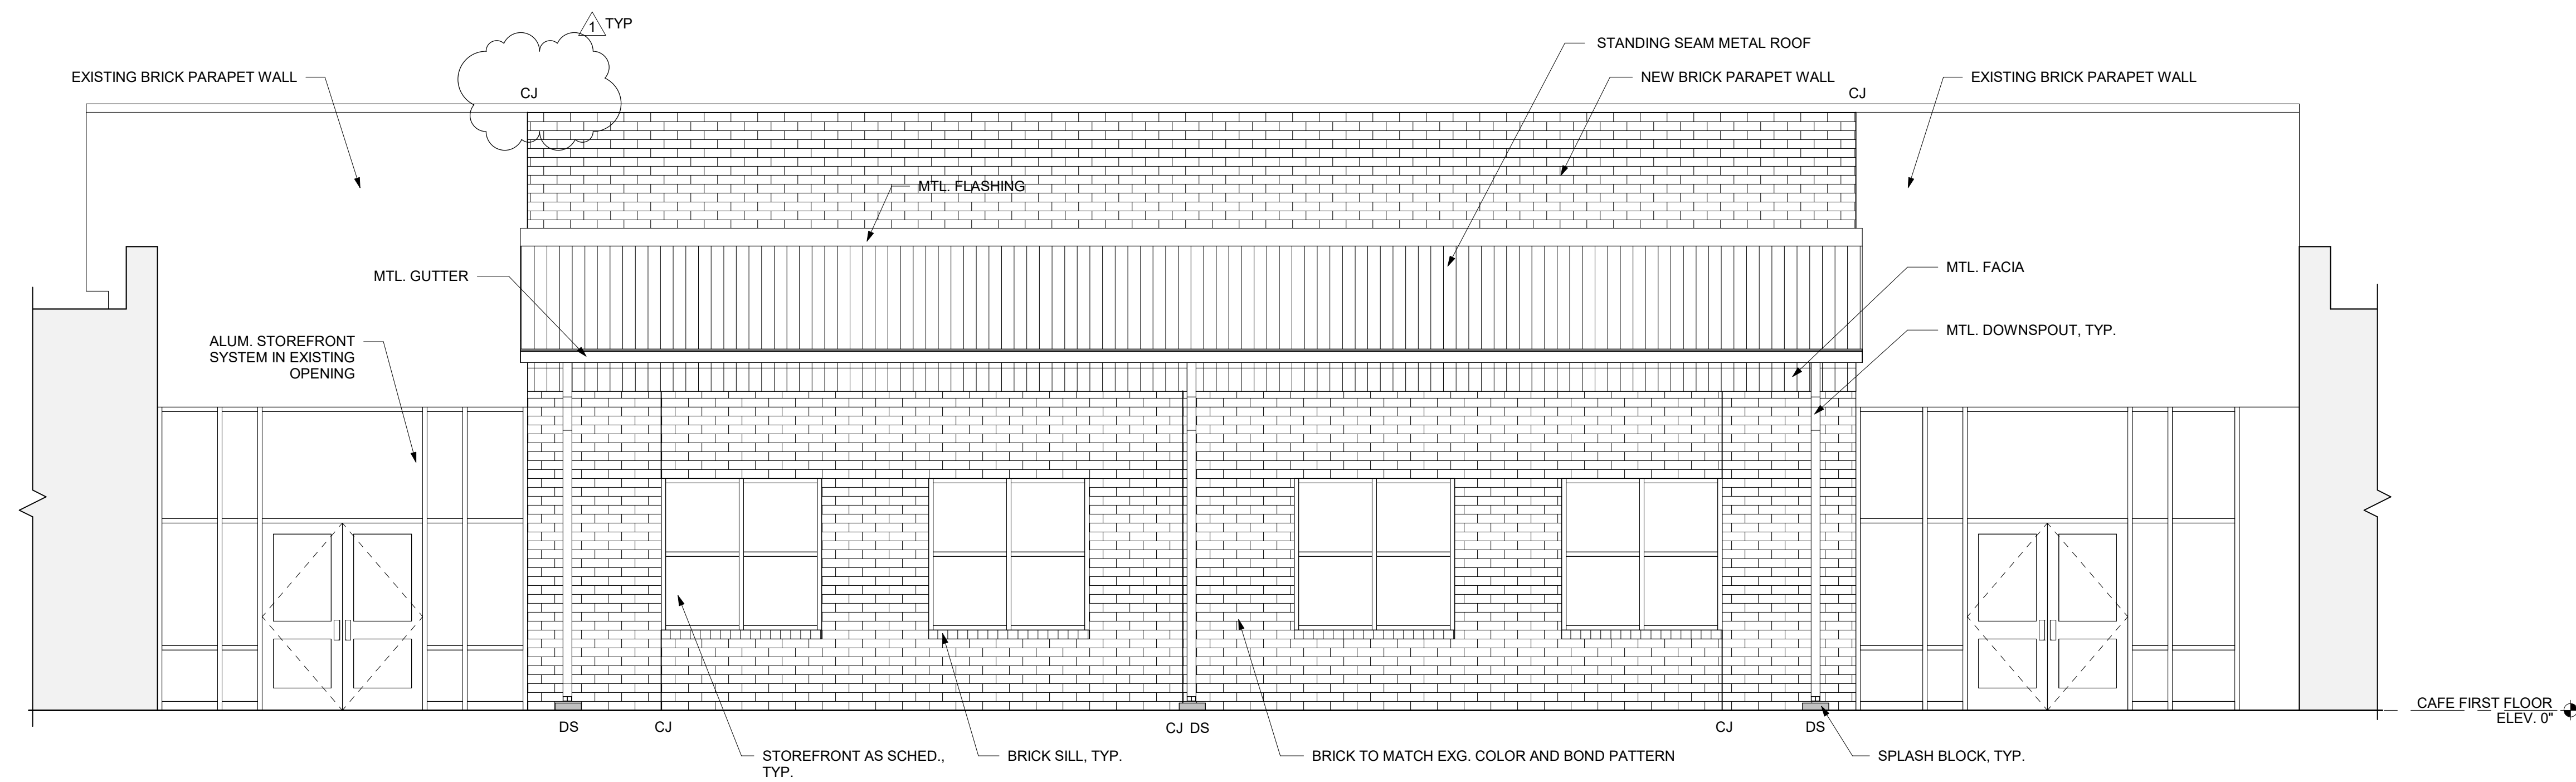 1 TYP
STANDING SEAM METAL ROOF
EXISTING BRICK PARAPET WALL
NEW BRICK PARAPET WALL
EXISTING BRICK PARAPET WALL
CJ
CJ
MTL. FLASHING
MTL. GUTTER
MTL. FACIA
MTL. DOWNSPOUT, TYP.
ALUM. STOREFRONT
SYSTEM IN EXISTING
OPENING
CAFE FIRST FLOOR
ELEV. 0"
DS
CJ
CJ DS
CJ
DS
STOREFRONT AS SCHED.,
TYP.
BRICK SILL, TYP.
BRICK TO MATCH EXG. COLOR AND BOND PATTERN
SPLASH BLOCK, TYP.